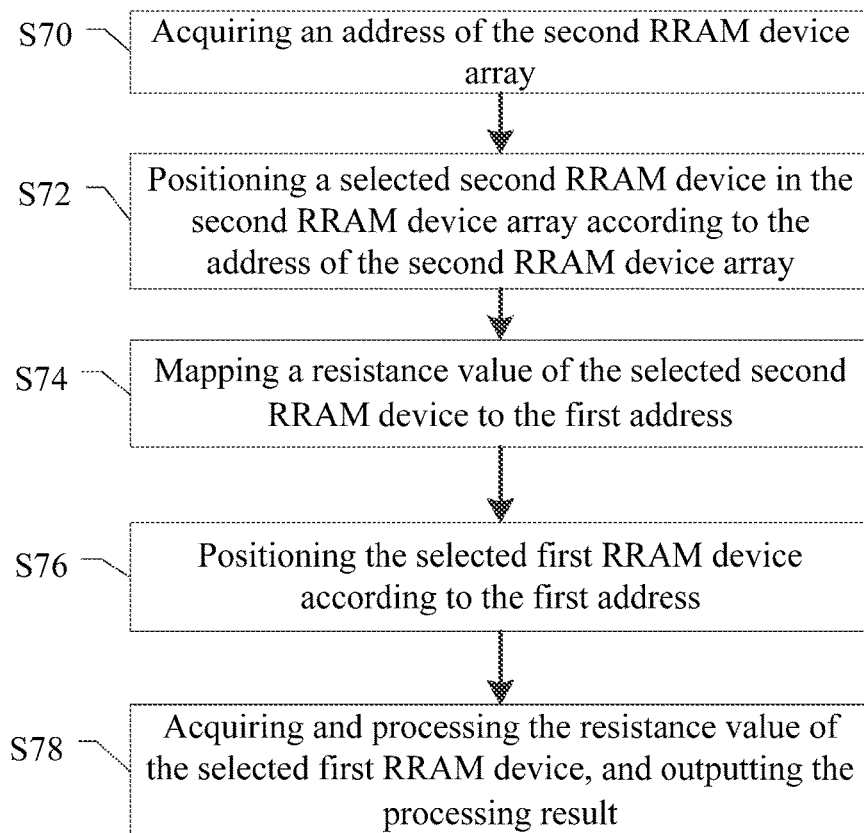 S70
Acquiring an address of the second RRAM device
array
S72
Positioning a selected second RRAM device in the
second RRAM device array according to the
address of the second RRAM device array
S74
Mapping a resistance value of the selected second
RRAM device to the first address
S76
Positioning the selected first RRAM device
according to the first address
S78
Acquiring and processing the resistance value of
the selected first RRAM device, and outputting the
processing result